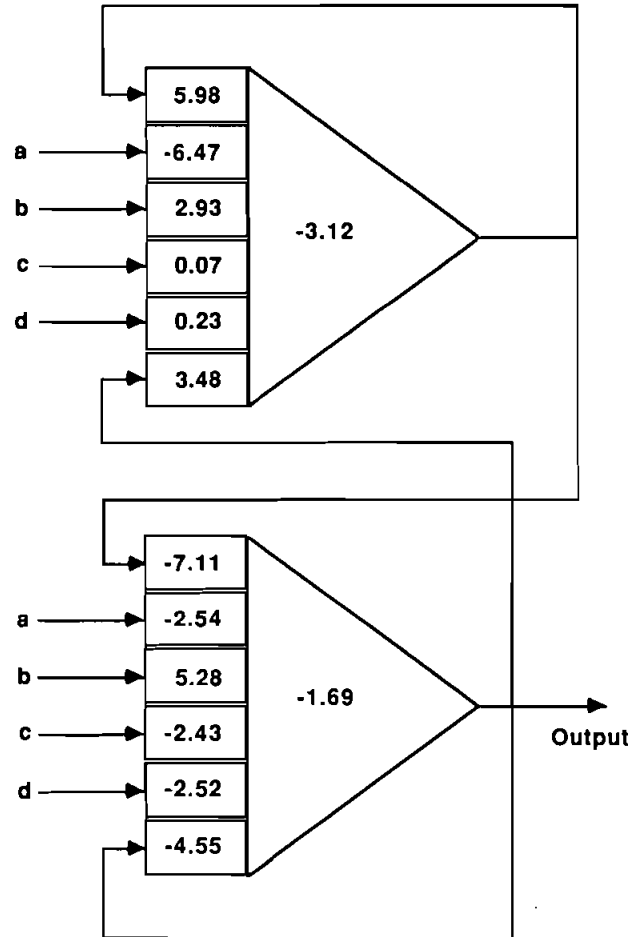 5.98
a -6.47
b 2.93
-3.12
c 0.07
d 0.23
3.48
-7.11
a -2.54
b 5.28
-1.69
c -2.43
Output
d -2.52
-4.55